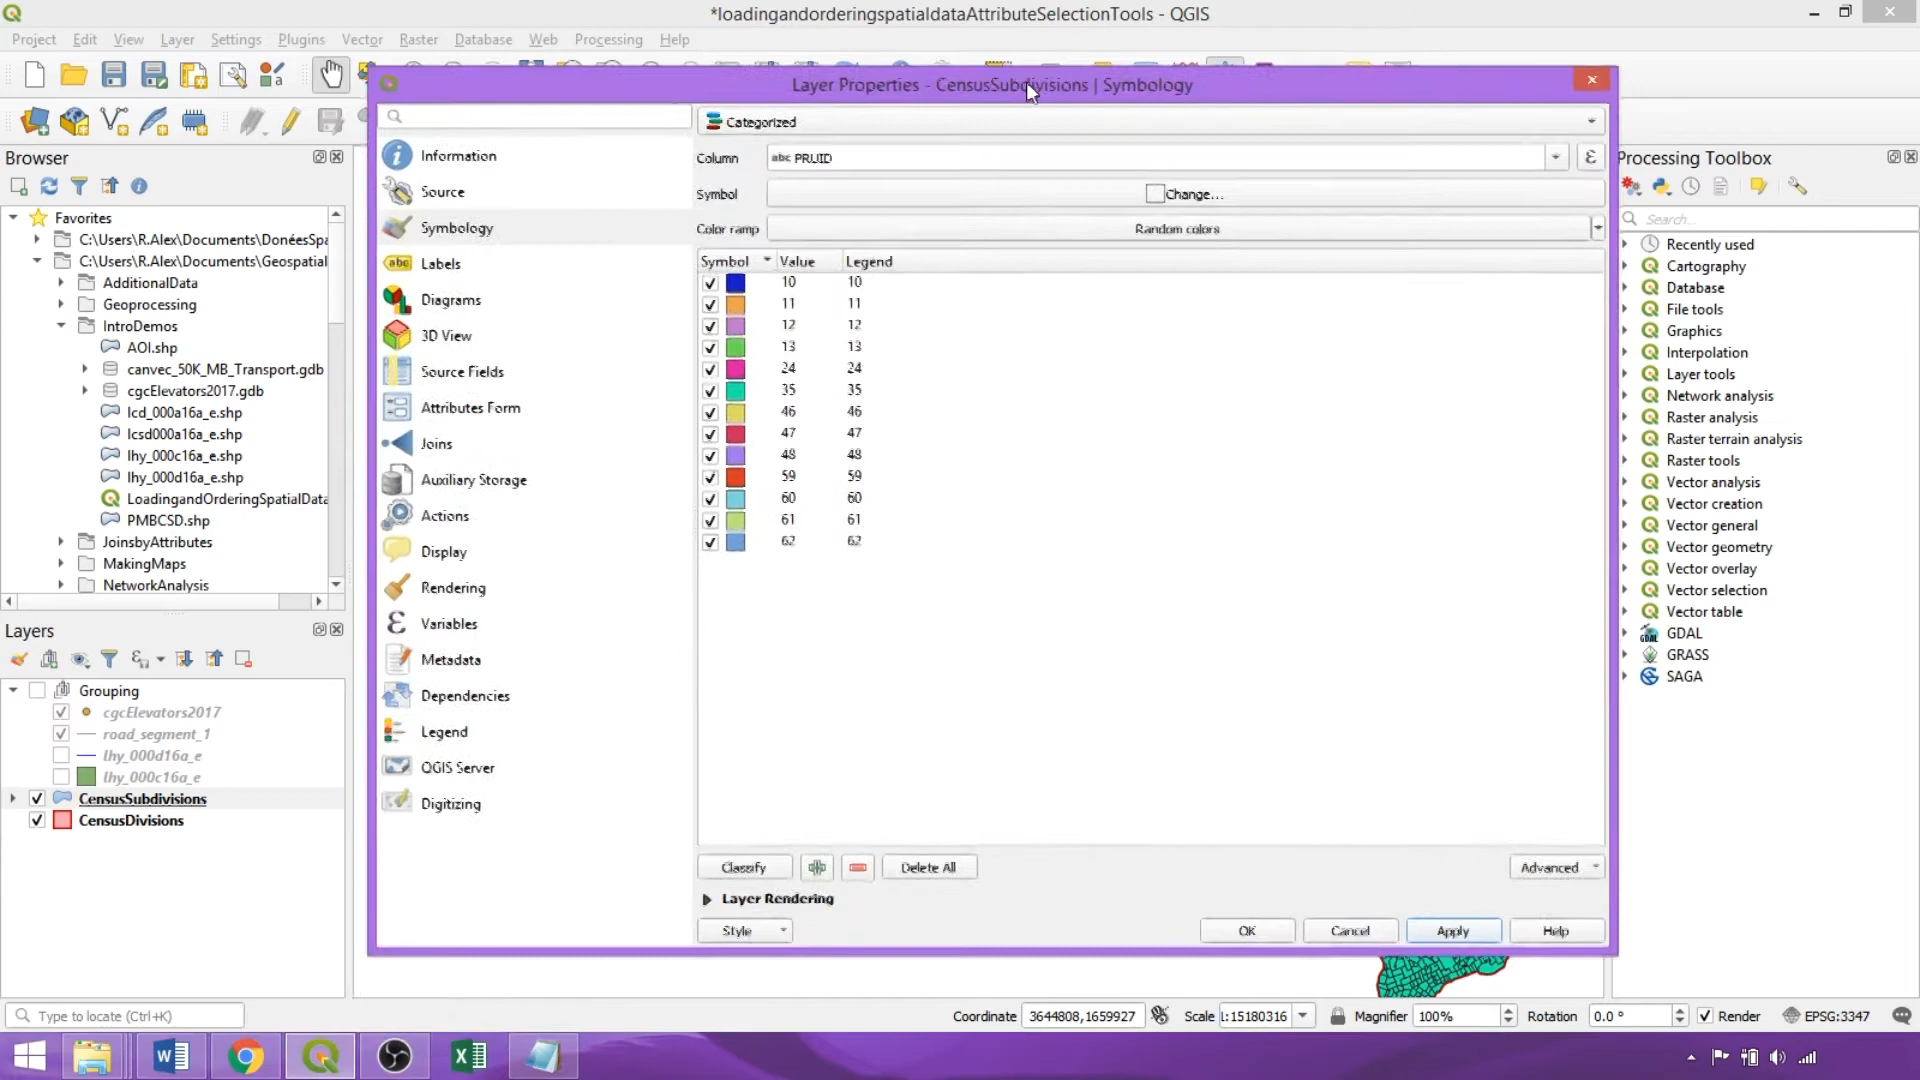 *loadingandorderingspatialdataAttributeSelectionTools - QGIS
Project Edit View Layer Settings Plugins Vector Raster Database Web Processing Help
Layer Properties - CensusSubdivisions | Symbology
Browser
Favorites
C:\Users\R.Alex\Documents\DonéesSpa
C:\Users\R.Alex\Documents\Geospatial
AdditionalData
Geoprocessing
IntroDemos
AOI.shp
canvec_50K_MB_Transport.gdb
cgcElevators2017.gdb
lcd_000a16a_e.shp
lcsd000a16a_e.shp
lhy_000c16a_e.shp
lhy_000d16a_e.shp
LoadingandOrderingSpatialData
PMBCSD.shp
JoinsbyAttributes
MakingMaps
NetworkAnalysis
Layers
Grouping
cgcElevators2017
road_segment_1
lhy_000d16a_e
lhy_000c16a_e
CensusSubdivisions
CensusDivisions
Information
Source
Symbology
Labels
Diagrams
3D View
Source Fields
Attributes Form
Joins
Auxiliary Storage
Actions
Display
Rendering
Variables
Metadata
Dependencies
Legend
QGIS Server
Digitizing
Categorized
Column abc PRUID
Symbol Change...
Color ramp Random colors
Symbol Value Legend
10 10
11 11
12 12
13 13
24 24
35 35
46 46
47 47
48 48
59 59
60 60
61 61
62 62
Classify Delete All Advanced
Layer Rendering
Style OK Cancel Apply Help
Processing Toolbox
Search...
Recently used
Cartography
Database
File tools
Graphics
Interpolation
Layer tools
Network analysis
Raster analysis
Raster terrain analysis
Raster tools
Vector analysis
Vector creation
Vector general
Vector geometry
Vector overlay
Vector selection
Vector table
GDAL
GRASS
SAGA
Type to locate (Ctrl+K) Coordinate 3644808,1659927 Scale 1:15180316 Magnifier 100% Rotation 0.0 ° Render EPSG:3347